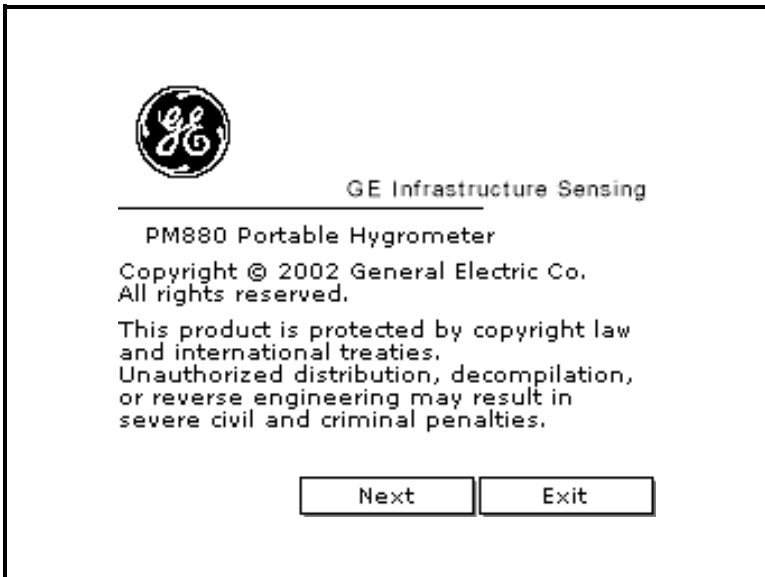 GE
GE Infrastructure Sensing
PM880 Portable Hygrometer
Copyright © 2002 General Electric Co.
All rights reserved.
This product is protected by copyright law
and international treaties.
Unauthorized distribution, decompilation,
or reverse engineering may result in
severe civil and criminal penalties.
Next Exit